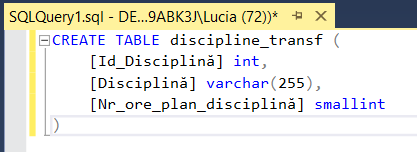 SQLQuery1.sql - DE...9ABK3J\Lucia (72))*
CREATE TABLE discipline_transf (
[Id_Disciplină] int,
[Disciplină] varchar(255),
[Nr_ore_plan_disciplină] smallint
)